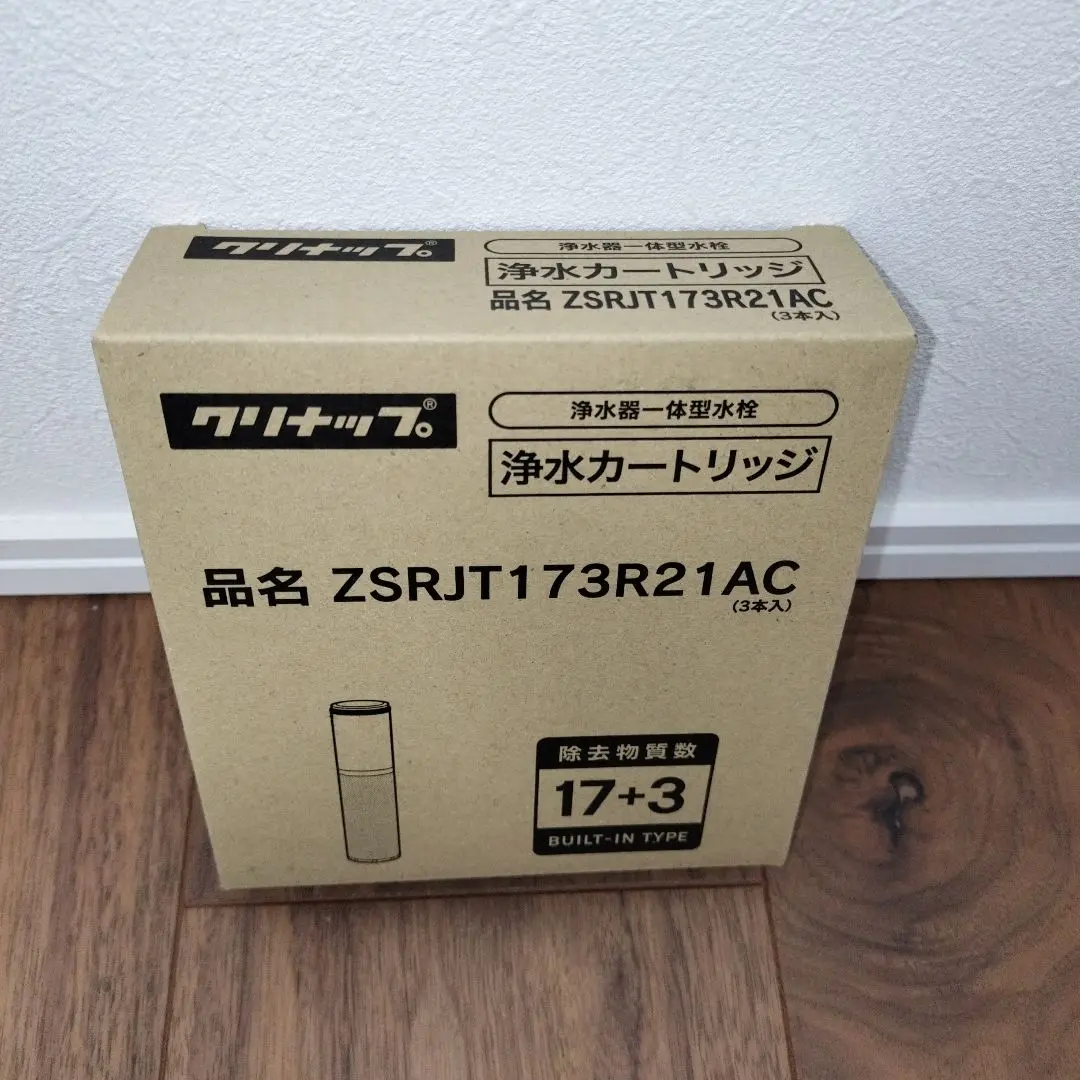 クリナップ®
浄水器一体型水栓
浄水カートリッジ
品名 ZSRJT173R21AC
(3本入)
クリナップ®
浄水器一体型水栓
浄水カートリッジ
品名 ZSRJT173R21AC
(3本入)
除去物質数
17+3
BUILT-IN TYPE